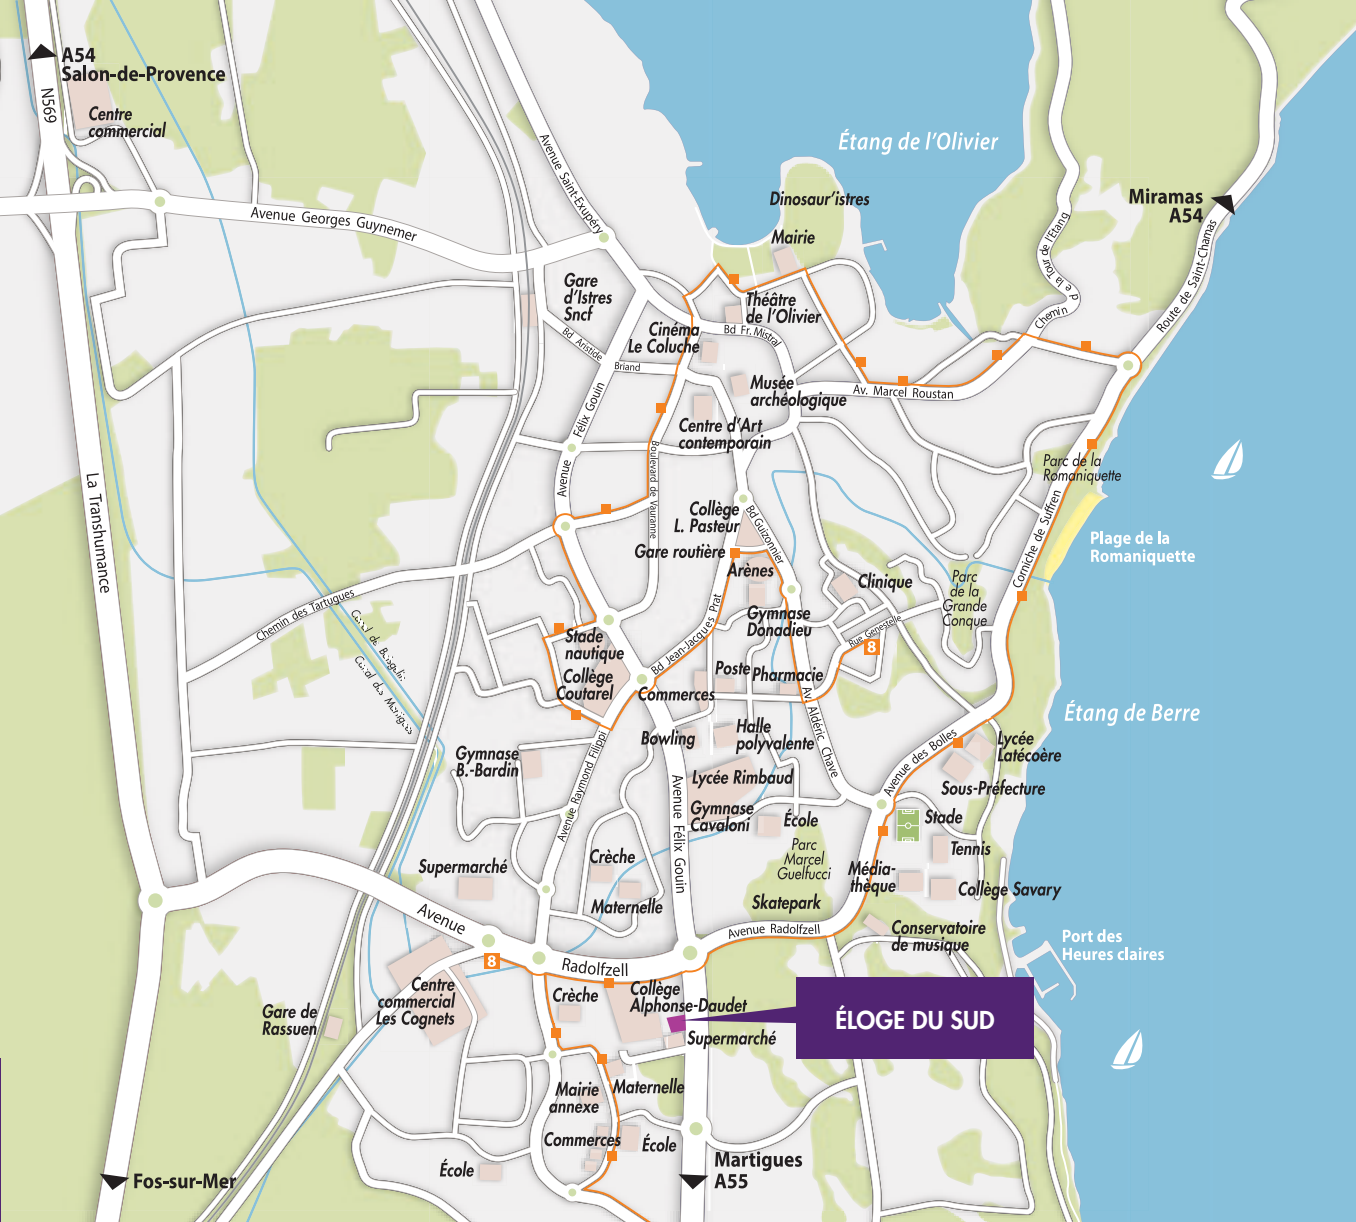 A54
Salon-de-Provence
N569
Centre
commercial
Avenue Saint-Exupéry
Étang de l'Olivier
Dinosaur'istres
Mairie
Miramas
A54
Avenue Georges Guynemer
Chemin de la Tour de l'Etang
Route de Saint-Chamas
Gare
d'Istres
Sncf
Théâtre
de l'Olivier
Cinéma
Le Coluche
Bd Fr. Mistral
Bd Aristide Briand
Musée
archéologique
Av. Marcel Roustan
Avenue Félix Gouin
Centre d'Art
contemporain
Boulevard de Vauranne
Parc de la
Romaniquette
La Transhumance
Collège
L. Pasteur
Bd Guizonnier
Corniche de Suffren
Plage de la
Romaniquette
Gare routière
Arènes
Clinique
Parc
de la
Grande
Conque
Chemin des Tartugues
Bd Jean-Jacques Prat
Gymnase
Donadieu
Rue Genestelle
8
Stade
nautique
Collège
Coutarel
Poste
Pharmacie
Commerces
Av. Aldéric Chave
Étang de Berre
Bowling
Halle
polyvalente
Avenue des Bolles
Lycée
Latécoère
Gymnase
B.-Bardin
Avenue Raymond Filippi
Lycée Rimbaud
Sous-Préfecture
Avenue Félix Gouin
Gymnase
Cavaloni
École
Stade
Parc
Marcel
Guelfucci
Tennis
Supermarché
Crèche
Média-
thèque
Collège Savary
Maternelle
Skatepark
Avenue
Radolfzell
Avenue Radolfzell
Conservatoire
de musique
Port des
Heures claires
8
Centre
commercial
Les Cognets
Crèche
Collège
Alphonse-Daudet
ÉLOGE DU SUD
Gare de
Rassuen
Supermarché
Mairie
annexe
Maternelle
Commerces
École
École
Martigues
A55
Fos-sur-Mer